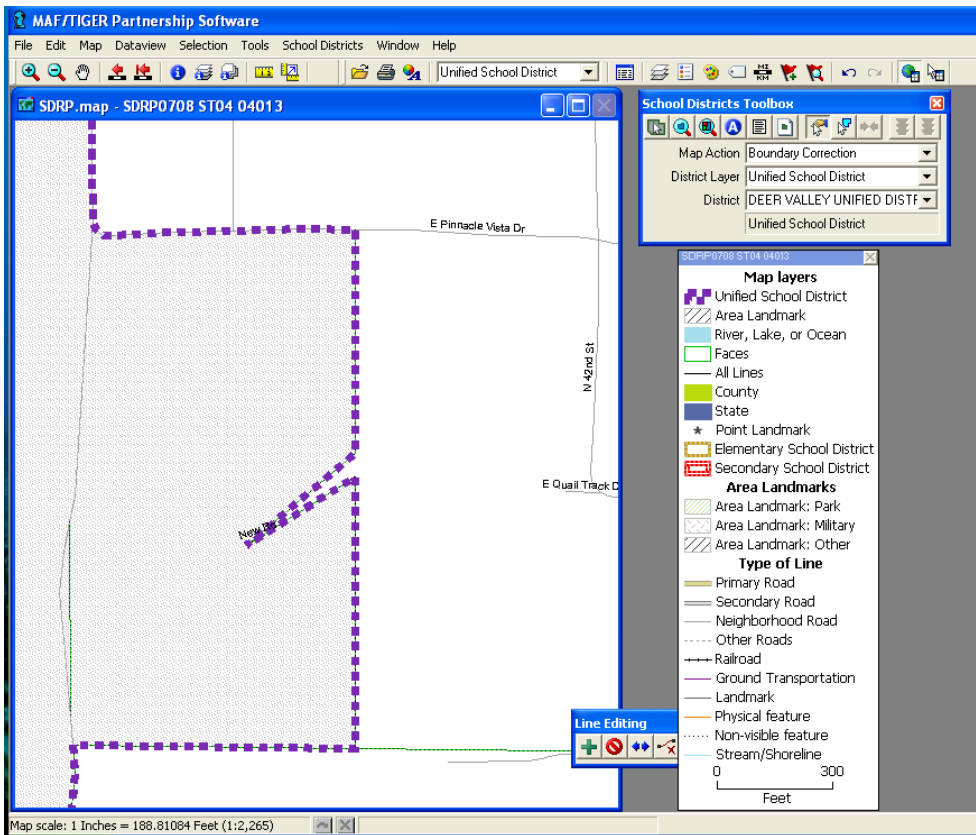 MAF/TIGER Partnership Software
File Edit Map Dataview Selection Tools School Districts Window Help
Unified School District
SDRP.map - SDRP0708 ST04 04013
School Districts Toolbox
Map Action Boundary Correction
District Layer Unified School District
District DEER VALLEY UNIFIED DISTF
Unified School District
E Pinnacle Vista Dr
N 42nd St
E Quail Track D
New Rd
SDRP0708 ST04 04013
Map layers
Unified School District
Area Landmark
River, Lake, or Ocean
Faces
All Lines
County
State
Point Landmark
Elementary School District
Secondary School District
Area Landmarks
Area Landmark: Park
Area Landmark: Military
Area Landmark: Other
Type of Line
Primary Road
Secondary Road
Neighborhood Road
Other Roads
Railroad
Ground Transportation
Landmark
Physical feature
Non-visible feature
Stream/Shoreline
0 300
Feet
Line Editing
Map scale: 1 Inches = 188.81084 Feet (1:2,265)